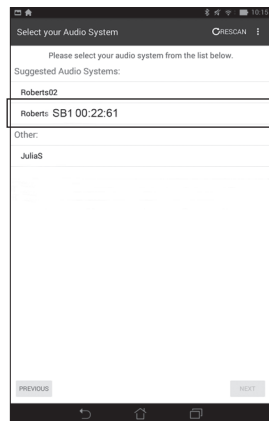 10:15
Select your Audio System RESCAN
Please select your audio system from the list below.
Suggested Audio Systems:
Roberts02
Roberts SB1 00:22:61
Other:
JuliaS
PREVIOUS NEXT